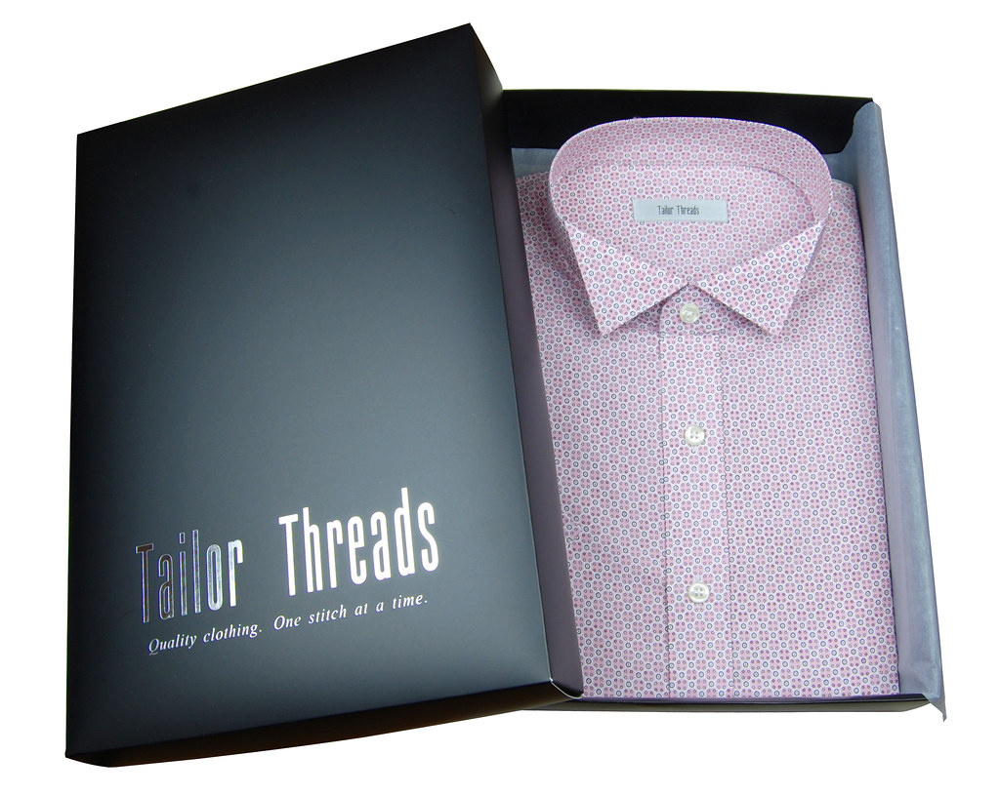 Tailor Threads
Quality clothing. One stitch at a time.
Tailor Threads